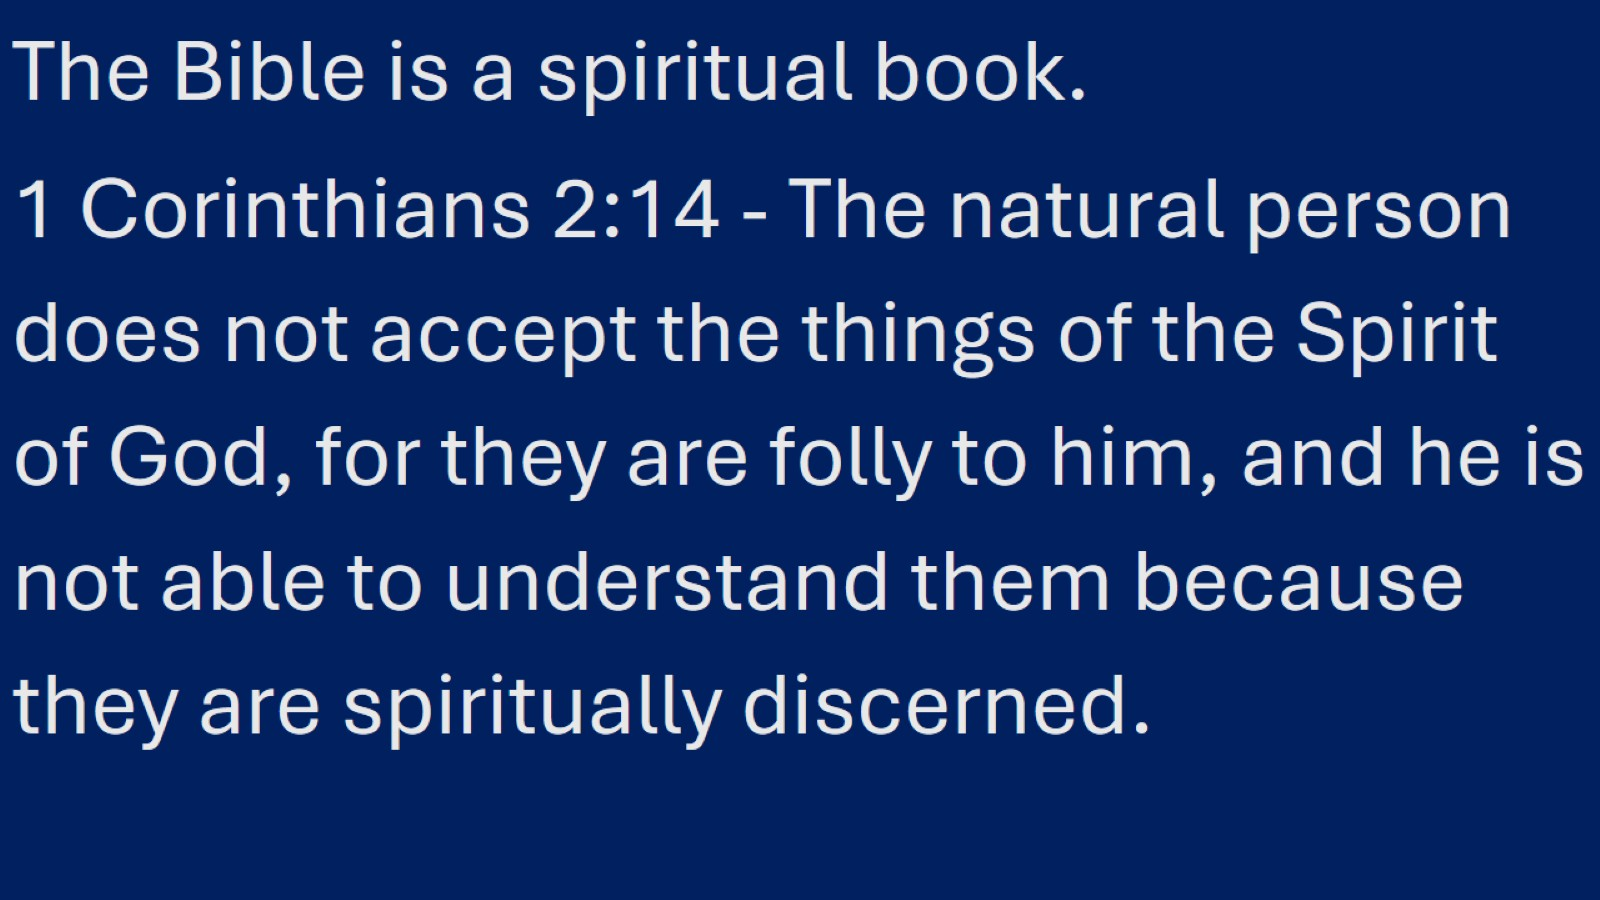 The Bible is a spiritual book.
1 Corinthians 2:14 - The natural person
does not accept the things of the Spirit
of God, for they are folly to him, and he is
not able to understand them because
they are spiritually discerned.